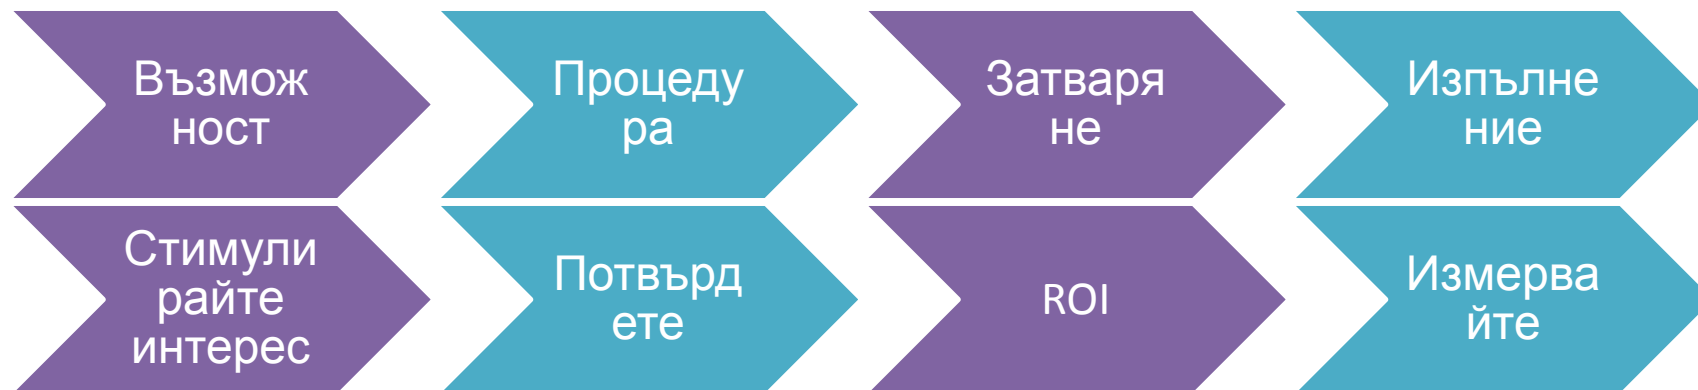 Възмож
ност
Процеду
ра
Затваря
не
Изпълне
ние
Стимули
райте
интерес
Потвърд
ете
ROI
Измерва
йте